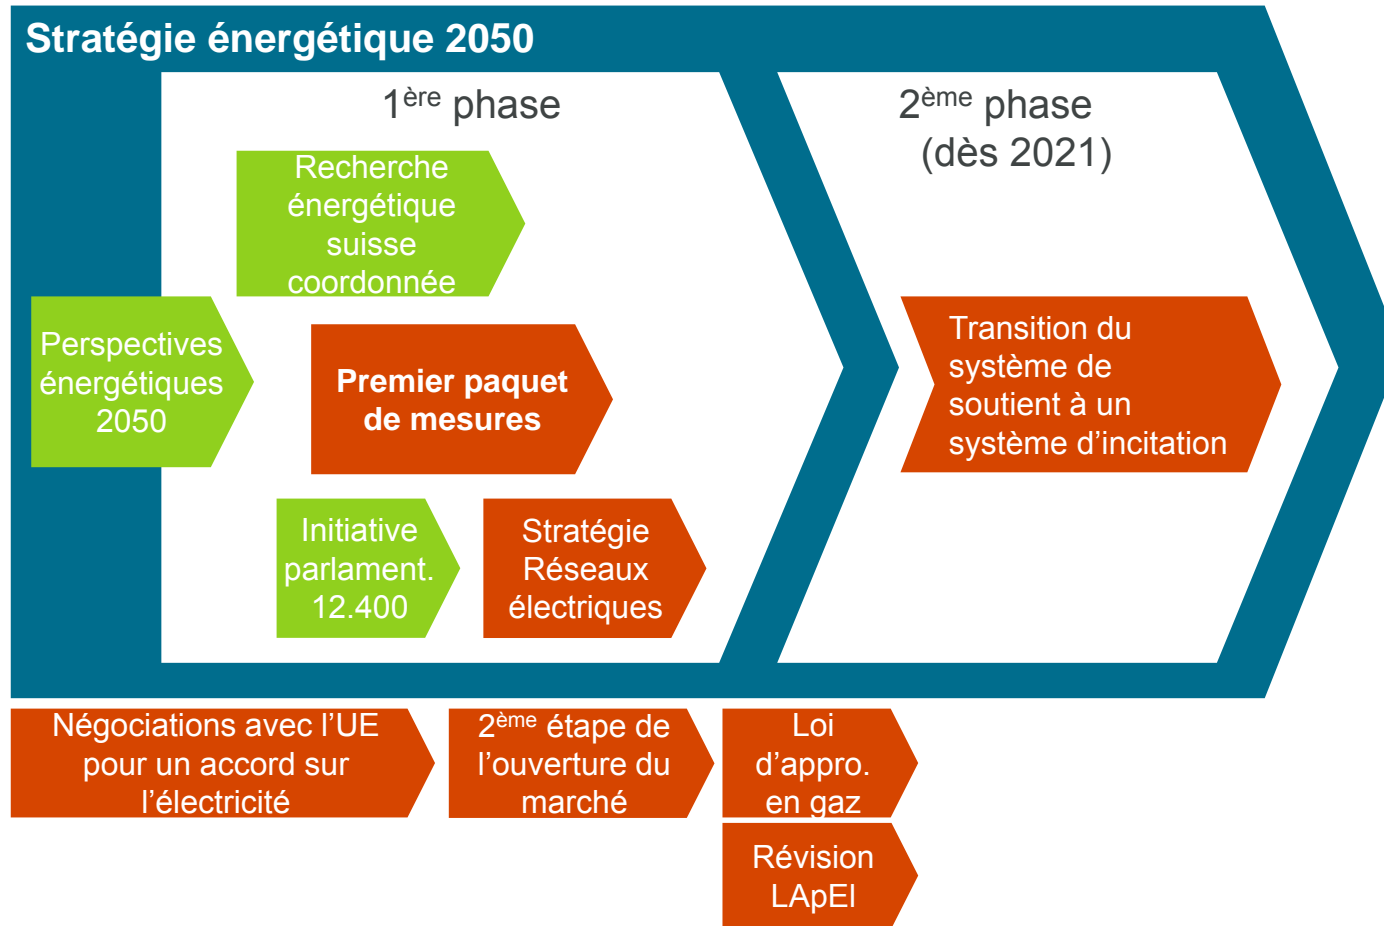 Stratégie énergétique 2050
1ère phase
2ème phase
(dès 2021)
Recherche
énergétique
suisse
coordonnée
Perspectives
énergétiques
2050
Premier paquet
de mesures
Transition du
système de
soutient à un
système d’incitation
Initiative
parlament.
12.400
Stratégie
Réseaux
électriques
Négociations avec l’UE
pour un accord sur
l’électricité
2ème étape de
l’ouverture du
marché
Loi
d’appro.
en gaz
Révision
LApEl